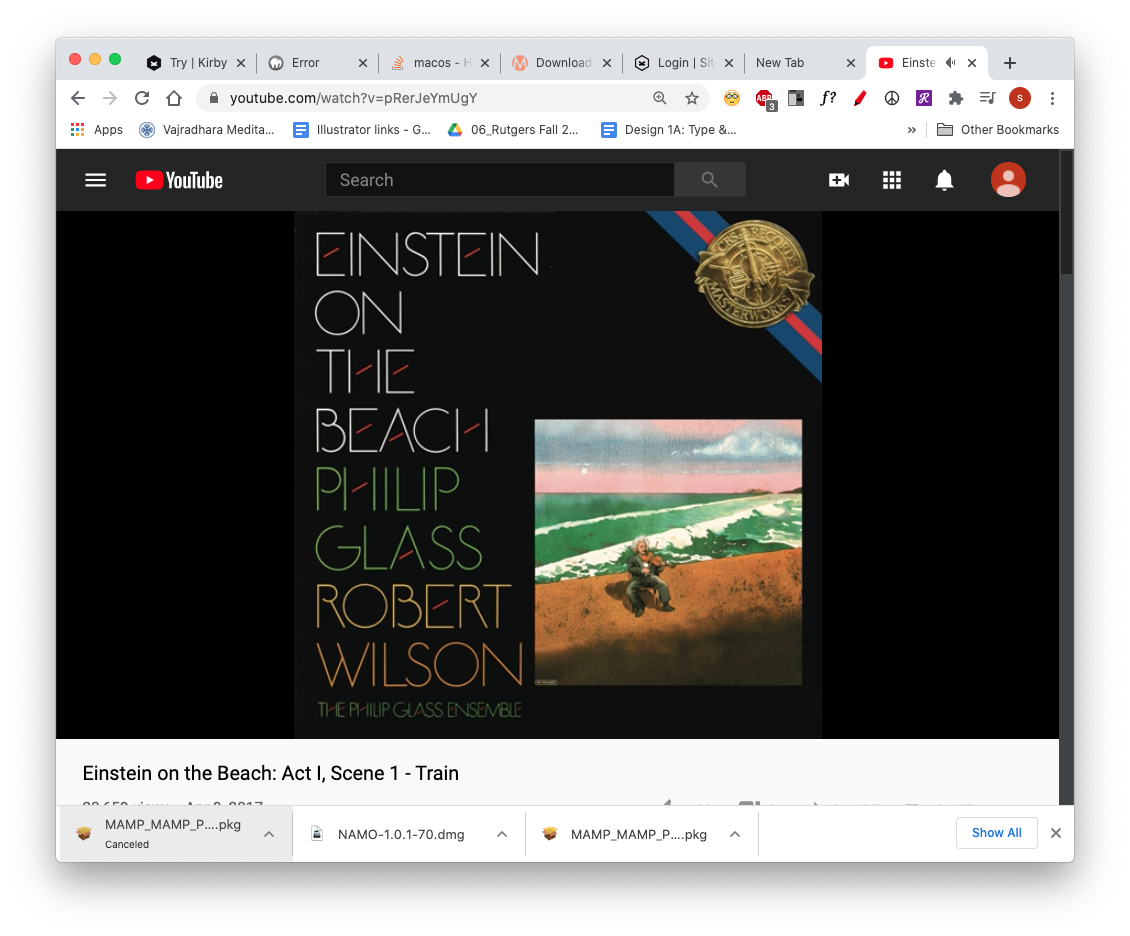 Try | Kirby
Error
macos - H
Download
Login | Sit
New Tab
Einste
youtube.com/watch?v=pRerJeYmUgY
ABP
3
f?
R
S
Apps
Vajradhara Medita...
Illustrator links - G...
06_Rutgers Fall 2...
Design 1A: Type &...
»
Other Bookmarks
YouTube
Search
EINSTEIN
ON
THE
BEACH
PHILIP
GLASS
ROBERT
WILSON
THE PHILIP GLASS ENSEMBLE
CBS RECORDS
MASTERWORKS
Einstein on the Beach: Act I, Scene 1 - Train
MAMP_MAMP_P....pkg
Canceled
NAMO-1.0.1-70.dmg
MAMP_MAMP_P....pkg
Show All